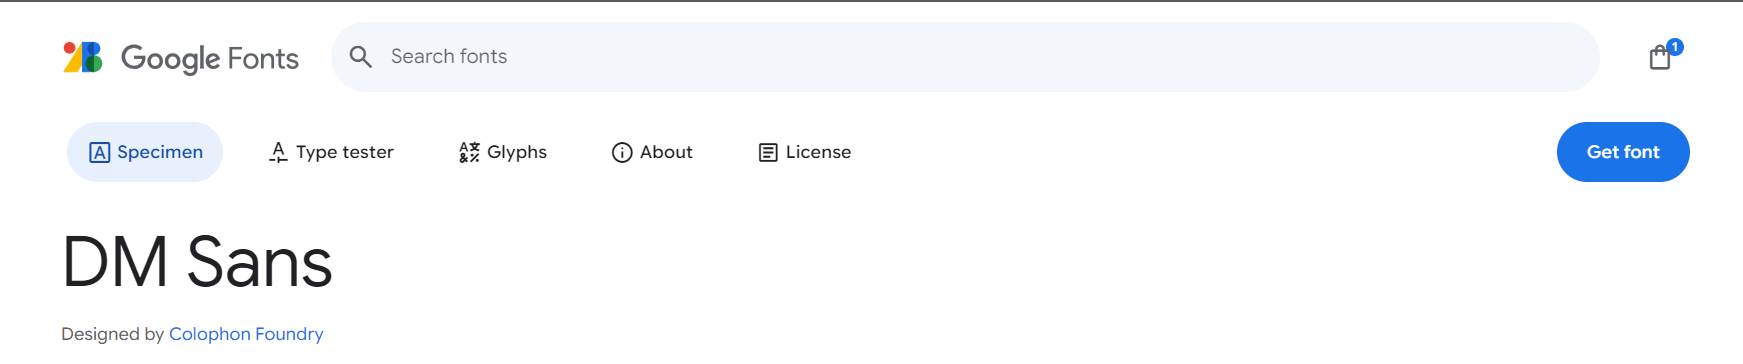 Google Fonts
Search fonts
1
Specimen
Type tester
Glyphs
About
License
Get font
DM Sans
Designed by Colophon Foundry